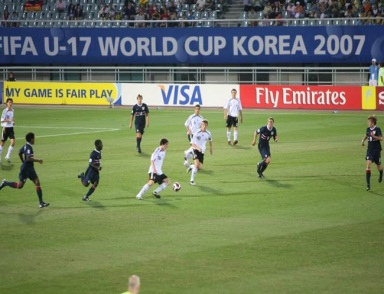 FIFA U-17 WORLD CUP KOREA 2007
MY GAME IS FAIR PLAY
VISA
Fly Emirates